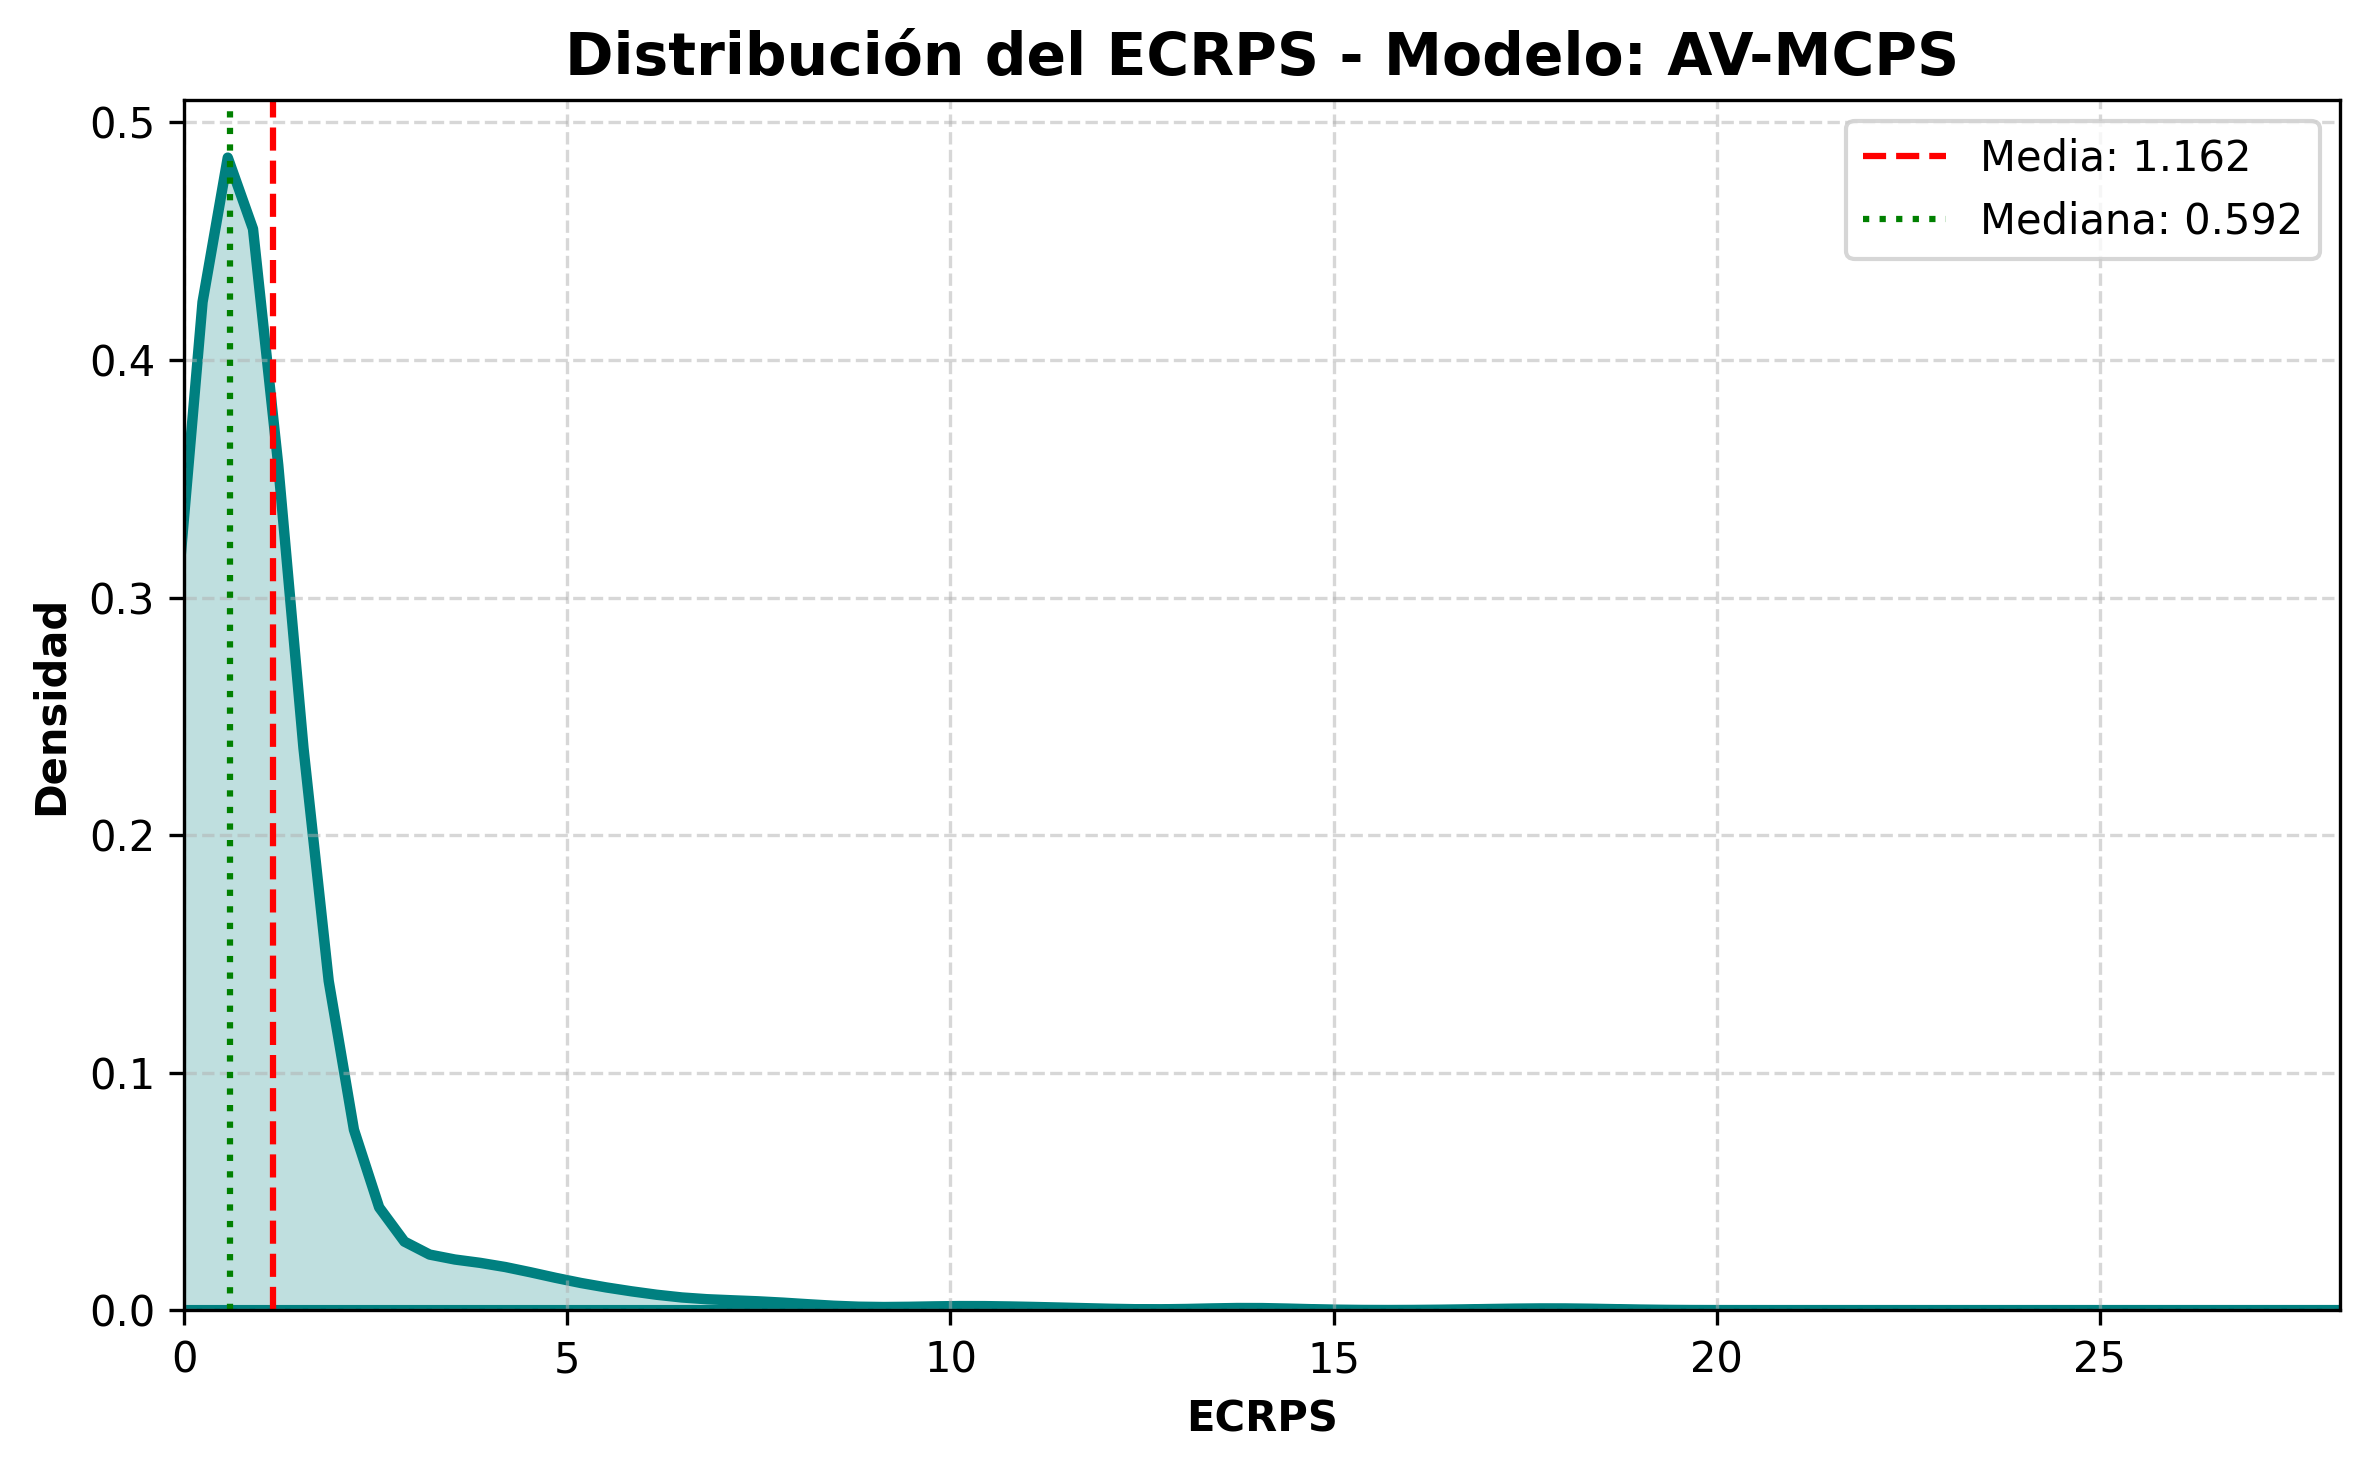 Distribución del ECRPS - Modelo: AV-MCPS
Media: 1.162
Mediana: 0.592
Densidad
0.5
0.4
0.3
0.2
0.1
0.0
0 5 10 15 20 25
ECRPS